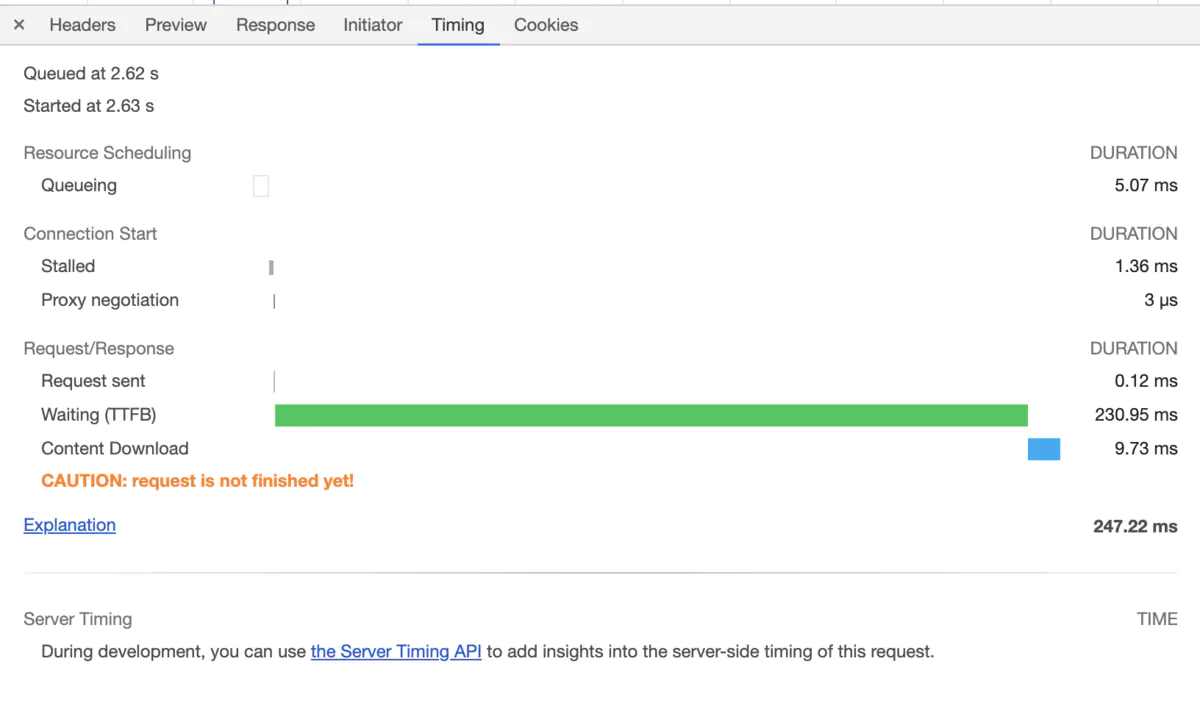 ✕ Headers Preview Response Initiator Timing Cookies
Queued at 2.62 s
Started at 2.63 s
Resource Scheduling DURATION
Queueing 5.07 ms
Connection Start DURATION
Stalled 1.36 ms
Proxy negotiation 3 μs
Request/Response DURATION
Request sent 0.12 ms
Waiting (TTFB) 230.95 ms
Content Download 9.73 ms
CAUTION: request is not finished yet!
Explanation 247.22 ms
Server Timing TIME
During development, you can use the Server Timing API to add insights into the server-side timing of this request.